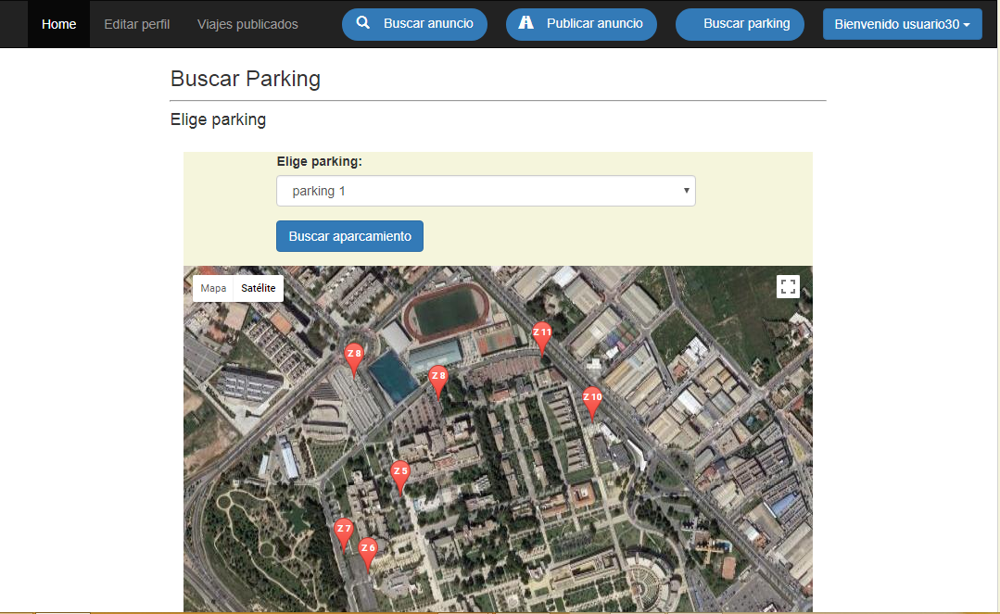 Home Editar perfil Viajes publicados Buscar anuncio Publicar anuncio Buscar parking Bienvenido usuario30
Buscar Parking
Elige parking
Elige parking:
parking 1
Buscar aparcamiento
Mapa Satélite
Z 11
Z 8
Z 8
Z 10
Z 5
Z 7
Z 6